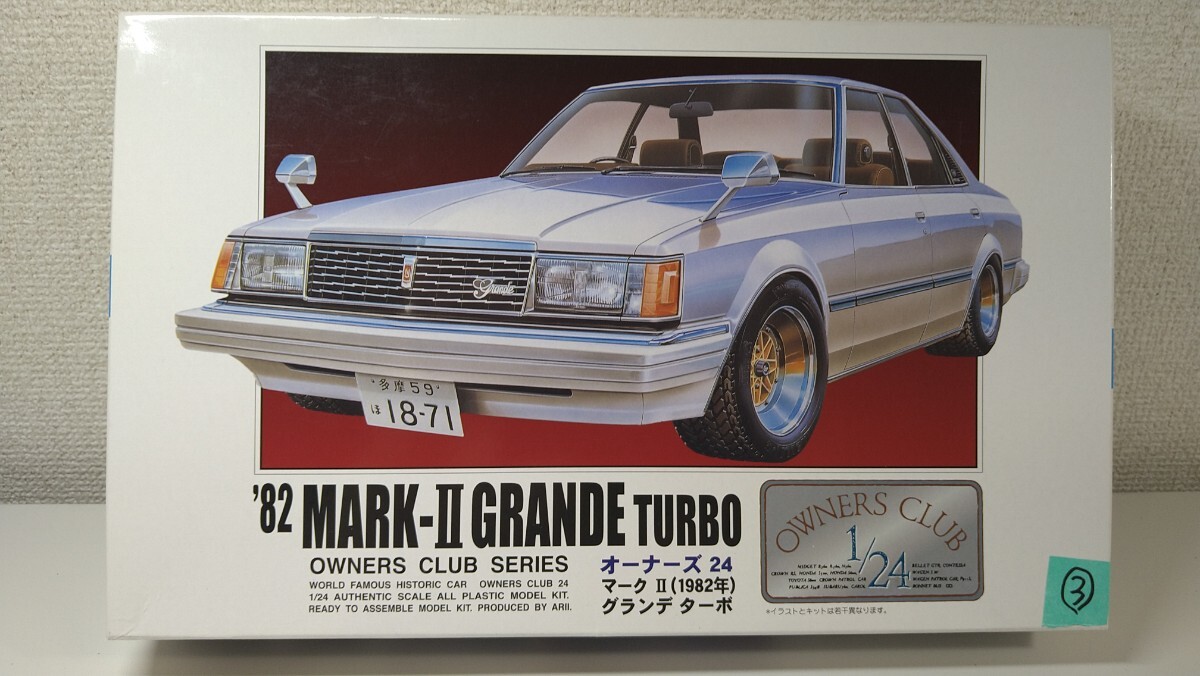 Grande
多摩 59
ほ 18-71
'82 MARK-II GRANDE TURBO
OWNERS CLUB SERIES
WORLD FAMOUS HISTORIC CAR OWNERS CLUB 24
1/24 AUTHENTIC SCALE ALL PLASTIC MODEL KIT.
READY TO ASSEMBLE MODEL KIT. PRODUCED BY ARII.
オーナーズ 24
マーク II(1982年)
グランデ ターボ
OWNERS CLUB
1/24
※イラストとキットは若干異なります。
③